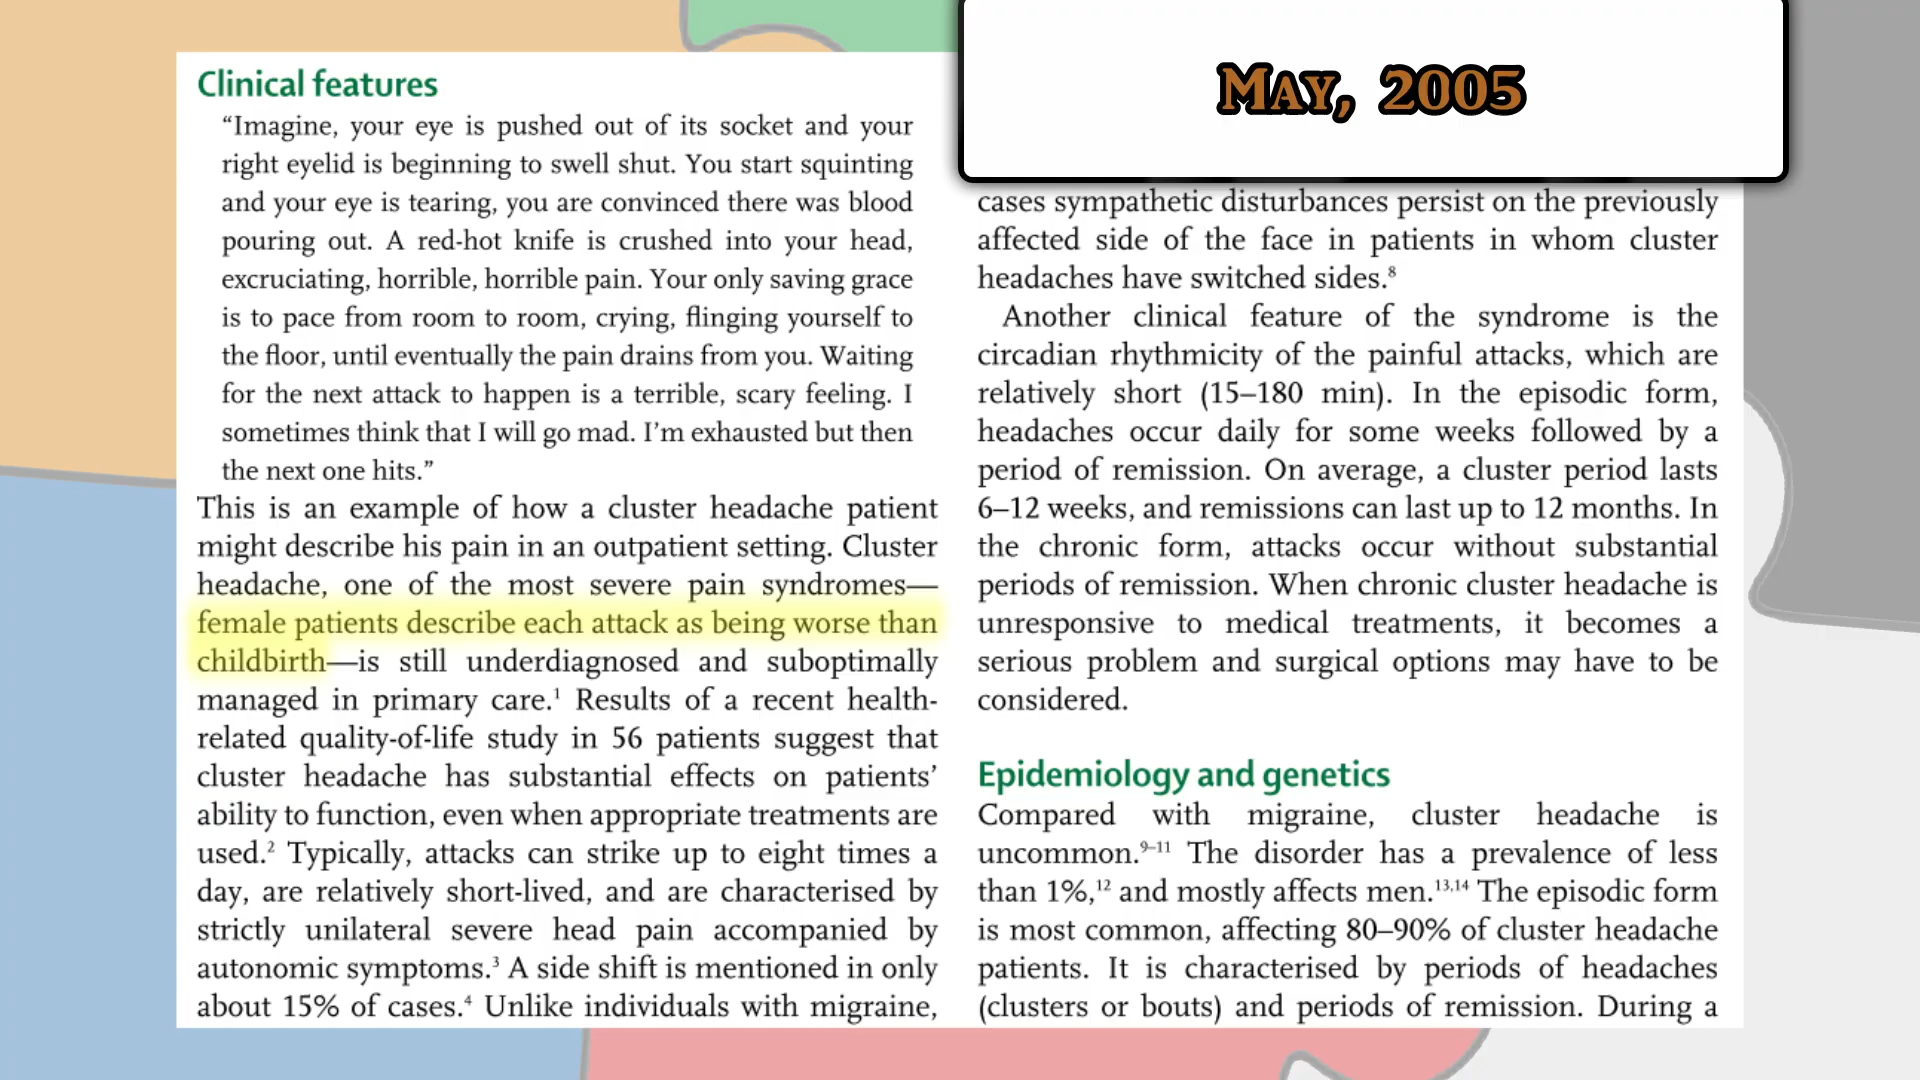 Clinical features
“Imagine, your eye is pushed out of its socket and your
right eyelid is beginning to swell shut. You start squinting
and your eye is tearing, you are convinced there was blood
pouring out. A red-hot knife is crushed into your head,
excruciating, horrible, horrible pain. Your only saving grace
is to pace from room to room, crying, flinging yourself to
the floor, until eventually the pain drains from you. Waiting
for the next attack to happen is a terrible, scary feeling. I
sometimes think that I will go mad. I’m exhausted but then
the next one hits.”
This is an example of how a cluster headache patient
might describe his pain in an outpatient setting. Cluster
headache, one of the most severe pain syndromes—
female patients describe each attack as being worse than
childbirth—is still underdiagnosed and suboptimally
managed in primary care.¹ Results of a recent health-
related quality-of-life study in 56 patients suggest that
cluster headache has substantial effects on patients’
ability to function, even when appropriate treatments are
used.² Typically, attacks can strike up to eight times a
day, are relatively short-lived, and are characterised by
strictly unilateral severe head pain accompanied by
autonomic symptoms.³ A side shift is mentioned in only
about 15% of cases.⁴ Unlike individuals with migraine,
May, 2005
cases sympathetic disturbances persist on the previously
affected side of the face in patients in whom cluster
headaches have switched sides.⁸
Another clinical feature of the syndrome is the
circadian rhythmicity of the painful attacks, which are
relatively short (15–180 min). In the episodic form,
headaches occur daily for some weeks followed by a
period of remission. On average, a cluster period lasts
6–12 weeks, and remissions can last up to 12 months. In
the chronic form, attacks occur without substantial
periods of remission. When chronic cluster headache is
unresponsive to medical treatments, it becomes a
serious problem and surgical options may have to be
considered.
Epidemiology and genetics
Compared with migraine, cluster headache is
uncommon.⁹⁻¹¹ The disorder has a prevalence of less
than 1%,¹² and mostly affects men.¹³,¹⁴ The episodic form
is most common, affecting 80–90% of cluster headache
patients. It is characterised by periods of headaches
(clusters or bouts) and periods of remission. During a